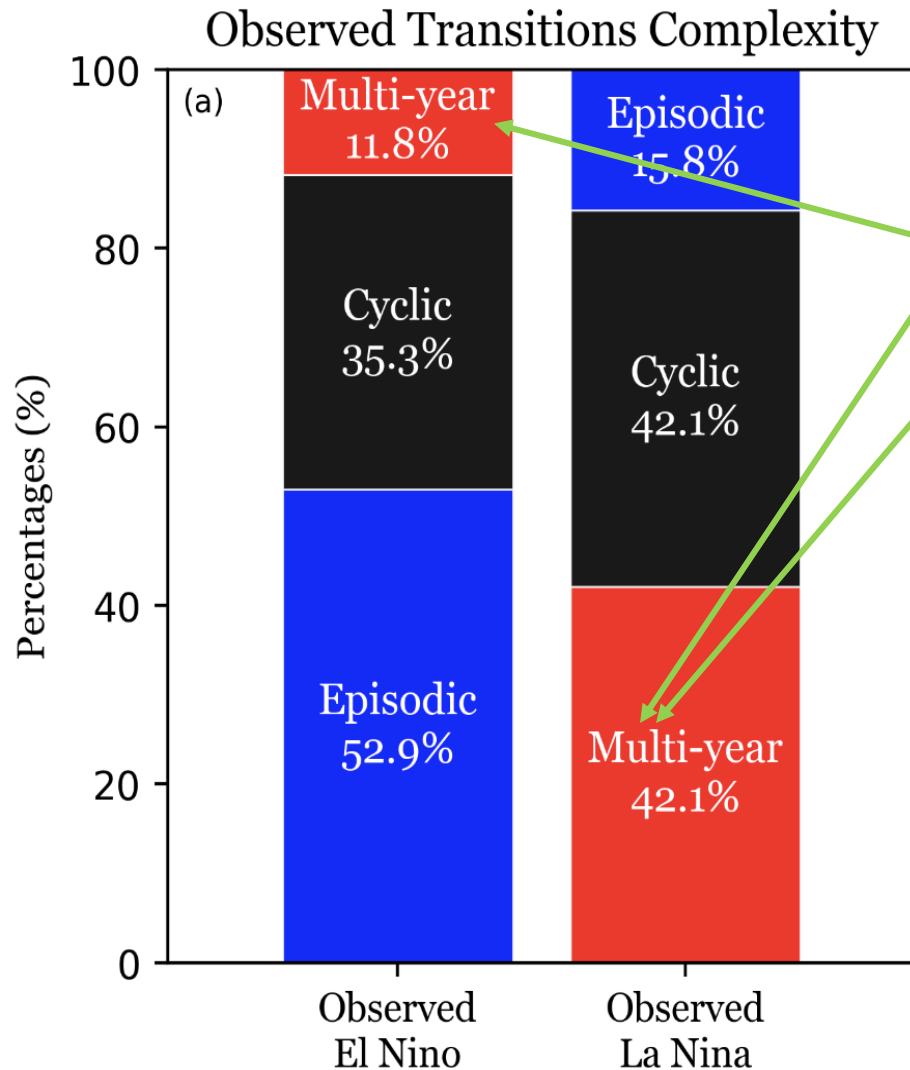 Observed Transitions Complexity
(a)
Percentages (%)
100
80
60
40
20
0
Multi-year
11.8%
Cyclic
35.3%
Episodic
52.9%
Episodic
15.8%
Cyclic
42.1%
Multi-year
42.1%
Observed
El Nino
Observed
La Nina